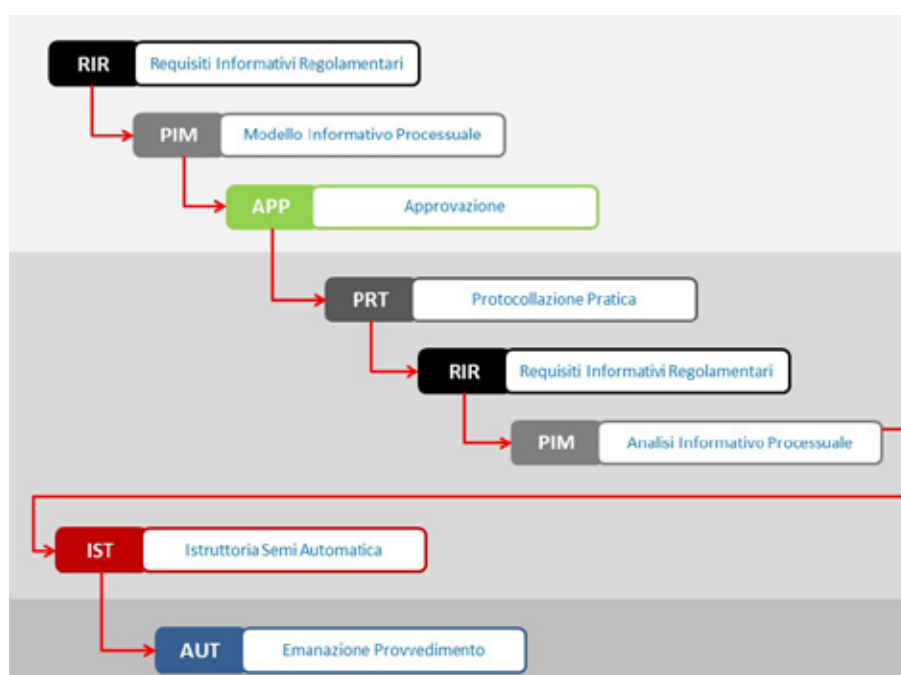 RIR Requisiti Informativi Regolamentari
PIM Modello Informativo Processuale
APP Approvazione
PRT Protocollazione Pratica
RIR Requisiti Informativi Regolamentari
PIM Analisi Informativo Processuale
IST Istruttoria Semi Automatica
AUT Emanazione Provvedimento